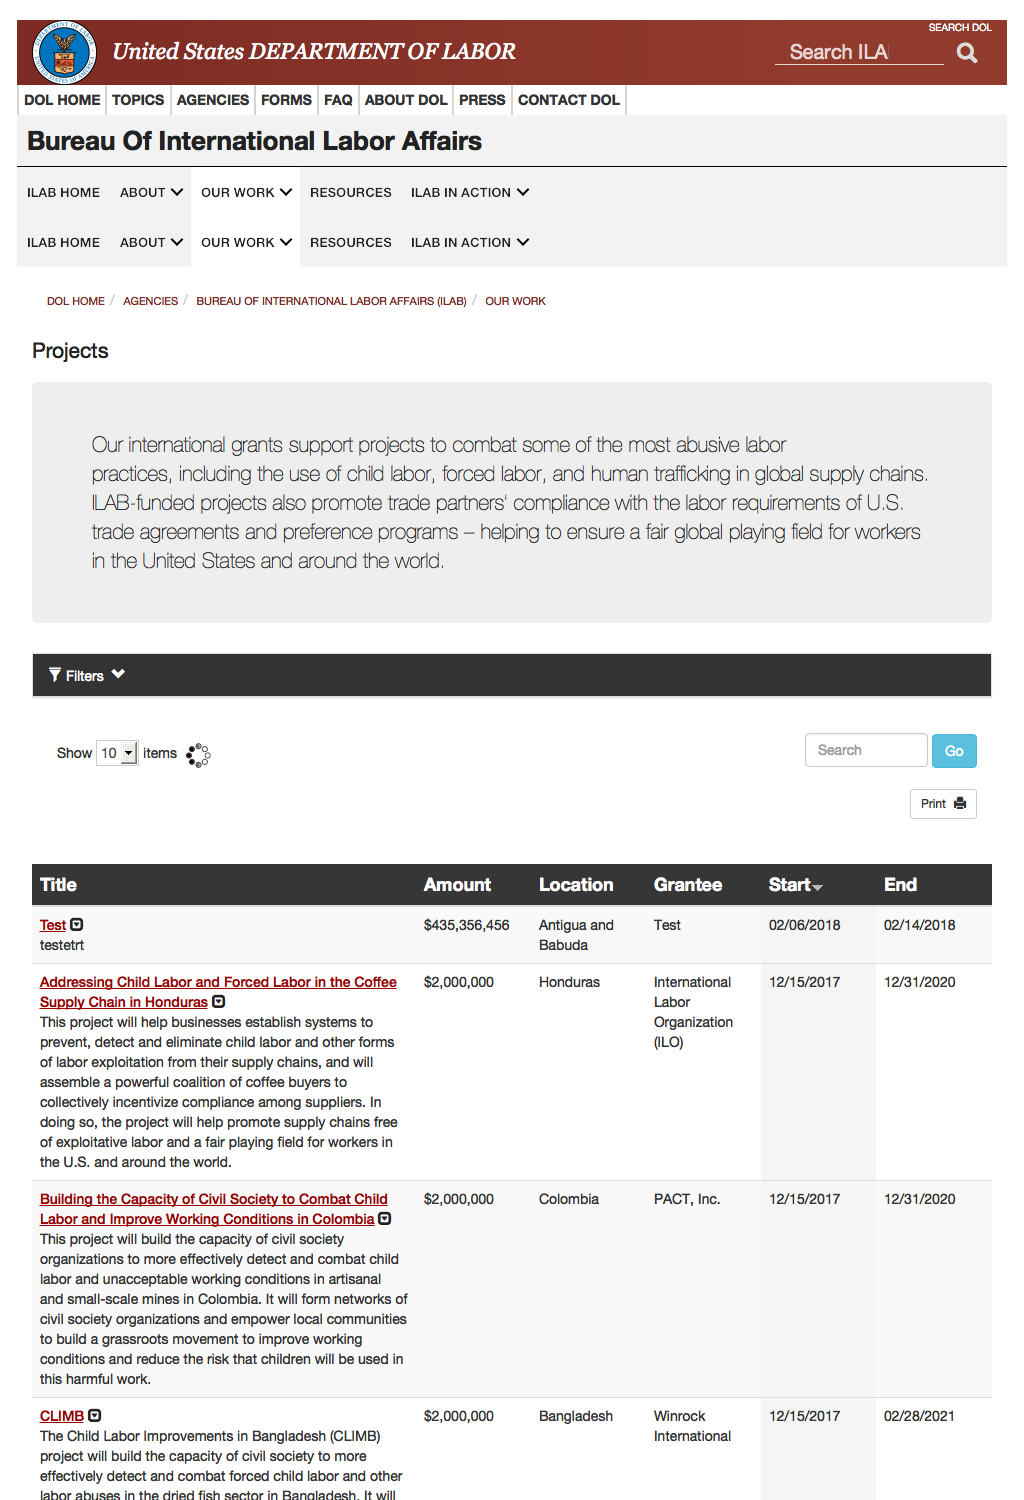 SEARCH DOL
United States DEPARTMENT OF LABOR
Search ILA
DOL HOME TOPICS AGENCIES FORMS FAQ ABOUT DOL PRESS CONTACT DOL
Bureau Of International Labor Affairs
ILAB HOME ABOUT OUR WORK RESOURCES ILAB IN ACTION
ILAB HOME ABOUT OUR WORK RESOURCES ILAB IN ACTION
DOL HOME / AGENCIES / BUREAU OF INTERNATIONAL LABOR AFFAIRS (ILAB) / OUR WORK
Projects
Our international grants support projects to combat some of the most abusive labor
practices, including the use of child labor, forced labor, and human trafficking in global supply chains.
ILAB-funded projects also promote trade partners' compliance with the labor requirements of U.S.
trade agreements and preference programs – helping to ensure a fair global playing field for workers
in the United States and around the world.
Filters
Show 10 items
Search Go
Print
Title Amount Location Grantee Start End
Test $435,356,456 Antigua and Test 02/06/2018 02/14/2018
testetrt Babuda
Addressing Child Labor and Forced Labor in the Coffee $2,000,000 Honduras International 12/15/2017 12/31/2020
Supply Chain in Honduras Labor
This project will help businesses establish systems to Organization
prevent, detect and eliminate child labor and other forms (ILO)
of labor exploitation from their supply chains, and will
assemble a powerful coalition of coffee buyers to
collectively incentivize compliance among suppliers. In
doing so, the project will help promote supply chains free
of exploitative labor and a fair playing field for workers in
the U.S. and around the world.
Building the Capacity of Civil Society to Combat Child $2,000,000 Colombia PACT, Inc. 12/15/2017 12/31/2020
Labor and Improve Working Conditions in Colombia
This project will build the capacity of civil society
organizations to more effectively detect and combat child
labor and unacceptable working conditions in artisanal
and small-scale mines in Colombia. It will form networks of
civil society organizations and empower local communities
to build a grassroots movement to improve working
conditions and reduce the risk that children will be used in
this harmful work.
CLIMB $2,000,000 Bangladesh Winrock 12/15/2017 02/28/2021
The Child Labor Improvements in Bangladesh (CLIMB) International
project will build the capacity of civil society to more
effectively detect and combat forced child labor and other
labor abuses in the dried fish sector in Bangladesh. It will